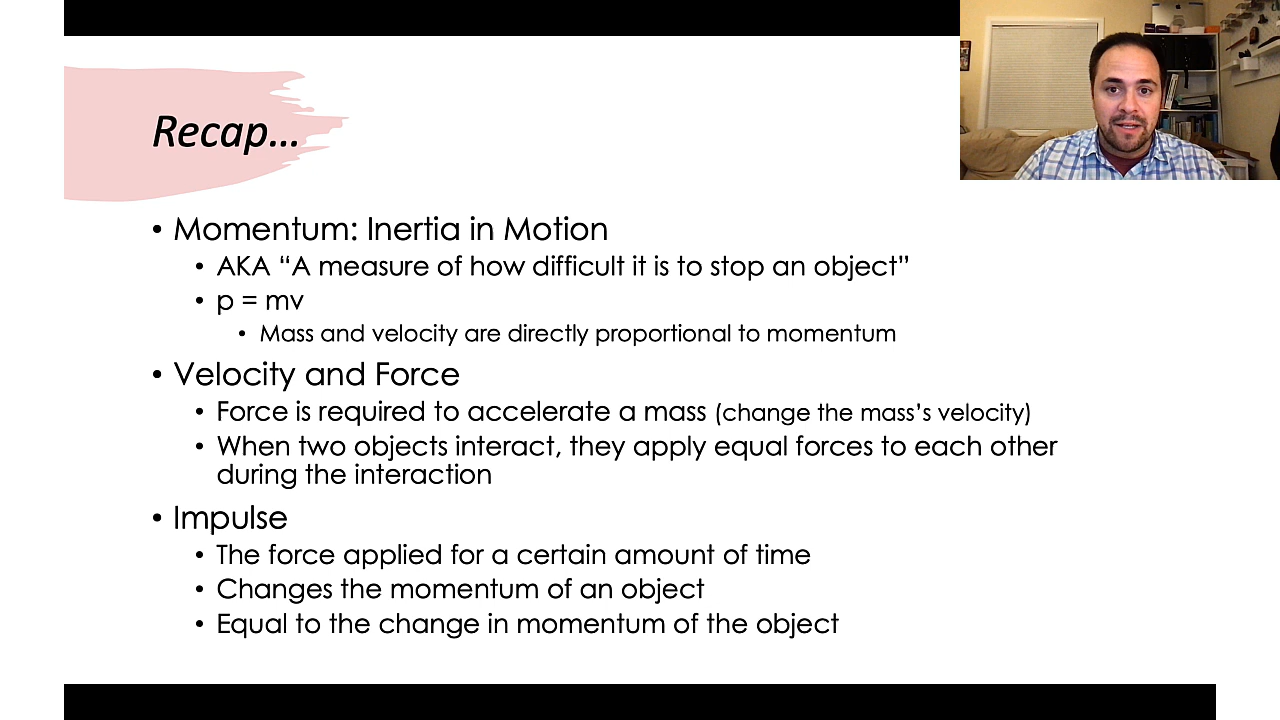 Recap...
• Momentum: Inertia in Motion
• AKA “A measure of how difficult it is to stop an object”
• p = mv
• Mass and velocity are directly proportional to momentum
• Velocity and Force
• Force is required to accelerate a mass (change the mass’s velocity)
• When two objects interact, they apply equal forces to each other
during the interaction
• Impulse
• The force applied for a certain amount of time
• Changes the momentum of an object
• Equal to the change in momentum of the object